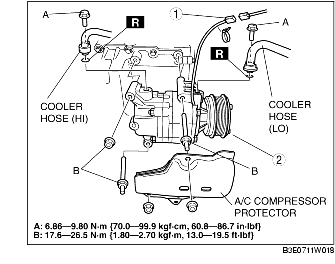 A
1
A
R
R
COOLER
HOSE (HI)
COOLER
HOSE (LO)
B
B
2
A/C COMPRESSOR
PROTECTOR
A: 6.86—9.80 N·m {70.0—99.9 kgf-cm, 60.8—86.7 in-lbf}
B: 17.6—26.5 N·m {1.80—2.70 kgf-m, 13.0—19.5 ft-lbf}
B3E0711W018